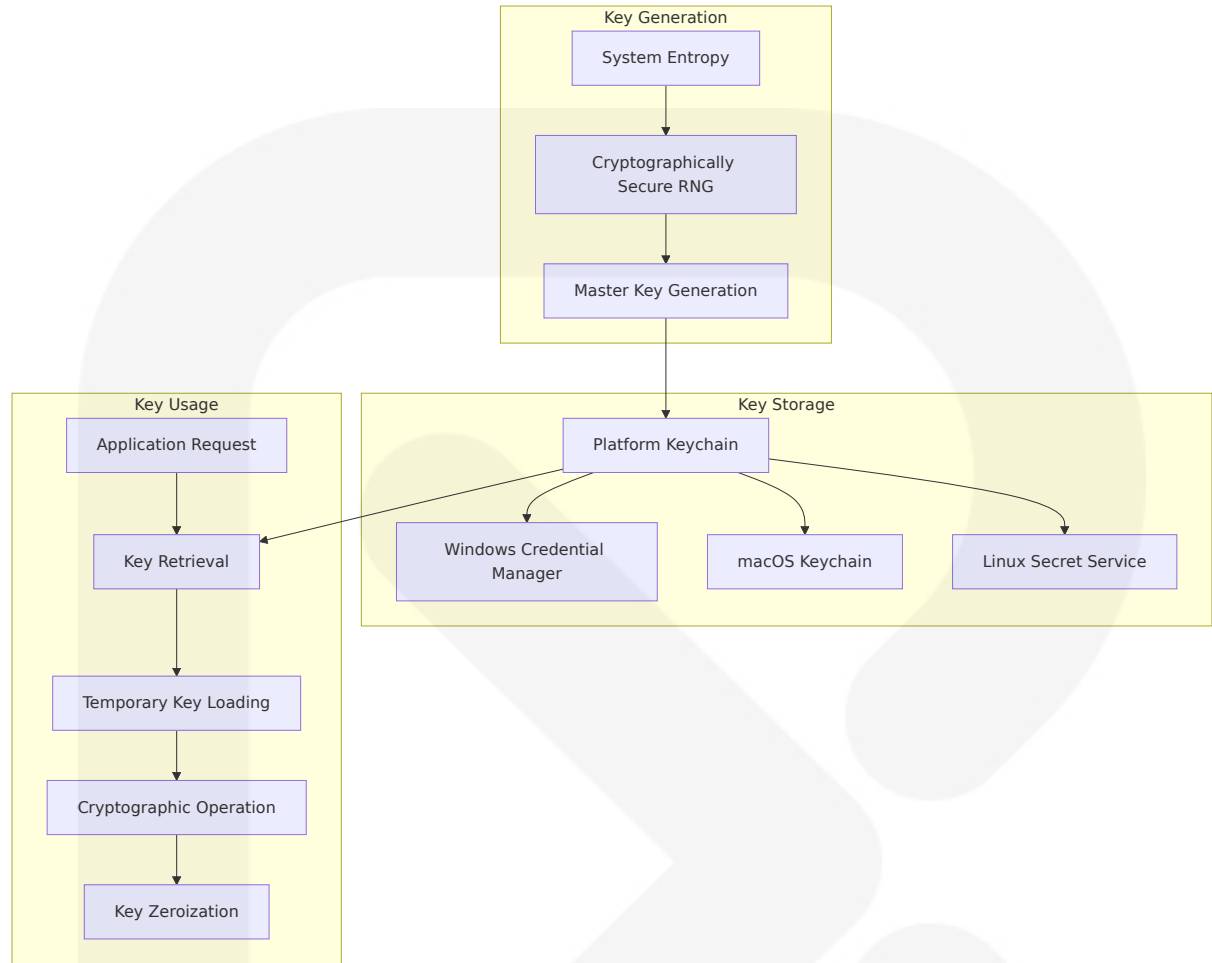 Key Generation
System Entropy
Cryptographically
Secure RNG
Master Key Generation
Key Usage
Application Request
Key Retrieval
Temporary Key Loading
Cryptographic Operation
Key Zeroization
Key Storage
Platform Keychain
Windows Credential
Manager
macOS Keychain
Linux Secret Service